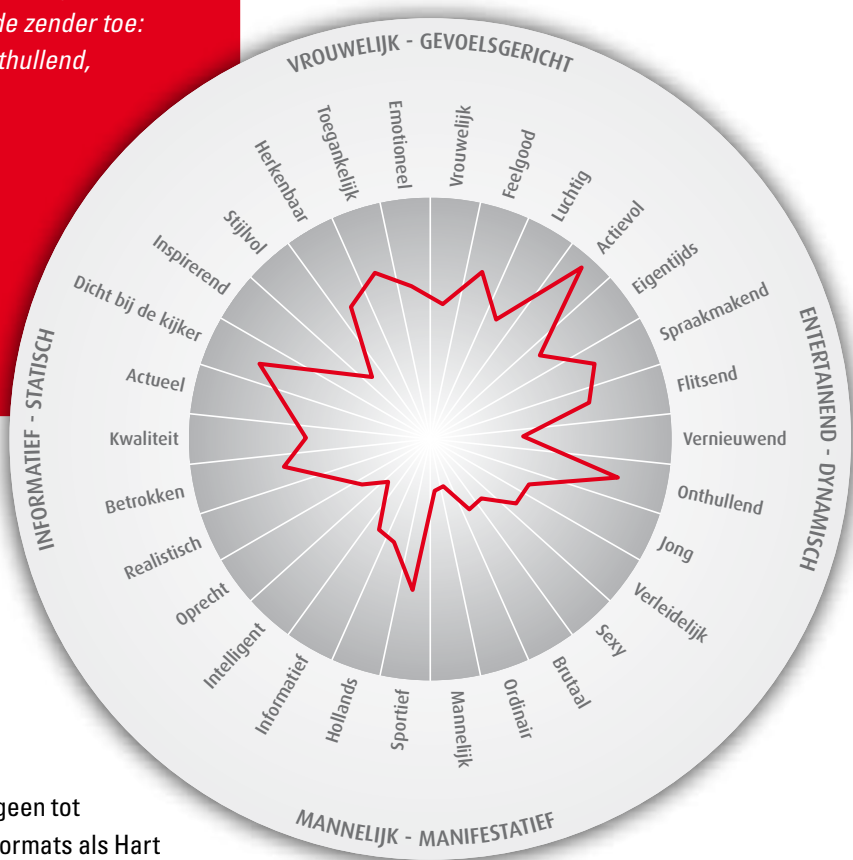 de zender toe:
thullend,
VROUWELIJK - GEVOELSGERICHT
ENTERTAINEND - DYNAMISCH
MANNELIJK - MANIFESTATIEF
INFORMATIEF - STATISCH
Emotioneel
Vrouwelijk
Feelgood
Luchtig
Actievol
Eigentijds
Spraakmakend
Flitsend
Vernieuwend
Onthullend
Jong
Verleidelijk
Sexy
Brutaal
Ordinair
Mannelijk
Sportief
Hollands
Informatief
Intelligent
Oprecht
Realistisch
Betrokken
Kwaliteit
Actueel
Dicht bij de kijker
Inspirerend
Stijlvol
Herkenbaar
Toegankelijk
geen tot
ormats als Hart